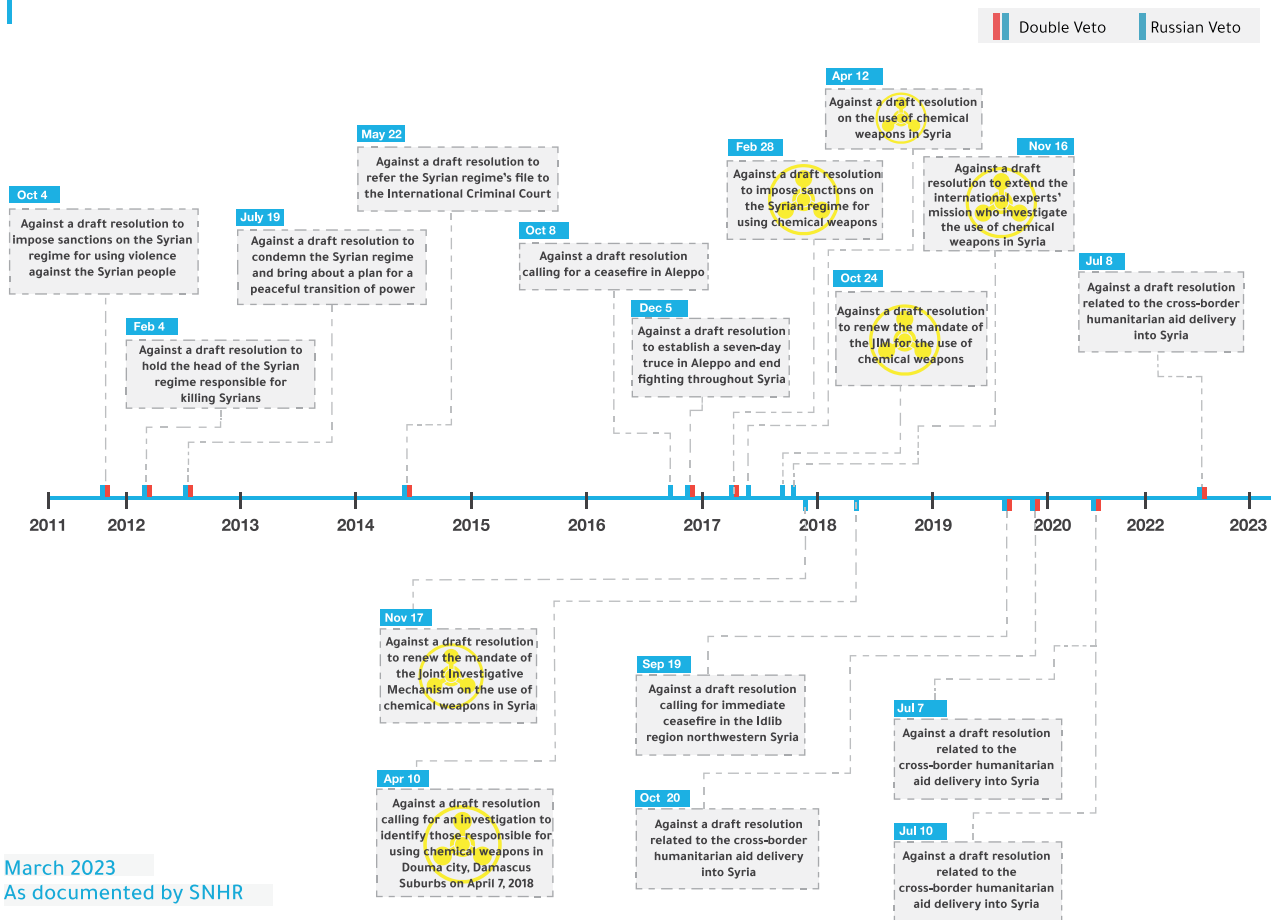 Double Veto
Russian Veto
Apr 12
Against a draft resolution
on the use of chemical
weapons in Syria
May 22
Against a draft resolution to
refer the Syrian regime's file to
the International Criminal Court
Feb 28
Against a draft resolution
to impose sanctions on
the Syrian regime for
using chemical weapons
Nov 16
Against a draft
resolution to extend the
international experts'
mission who investigate
the use of chemical
weapons in Syria
Oct 4
Against a draft resolution to
impose sanctions on the Syrian
regime for using violence
against the Syrian people
July 19
Against a draft resolution to
condemn the Syrian regime
and bring about a plan for a
peaceful transition of power
Oct 8
Against a draft resolution
calling for a ceasefire in Aleppo
Jul 8
Against a draft resolution
related to the cross-border
humanitarian aid delivery
into Syria
Oct 24
Against a draft resolution
to renew the mandate of
the JIM for the use of
chemical weapons
Dec 5
Against a draft resolution
to establish a seven-day
truce in Aleppo and end
fighting throughout Syria
Feb 4
Against a draft resolution to
hold the head of the Syrian
regime responsible for
killing Syrians
2011 2012 2013 2014 2015 2016 2017 2018 2019 2020 2022 2023
Nov 17
Against a draft resolution
to renew the mandate of
the Joint Investigative
Mechanism on the use of
chemical weapons in Syria
Sep 19
Against a draft resolution
calling for immediate
ceasefire in the Idlib
region northwestern Syria
Jul 7
Against a draft resolution
related to the
cross-border humanitarian
aid delivery into Syria
Apr 10
Against a draft resolution
calling for an investigation to
identify those responsible for
using chemical weapons in
Douma city, Damascus
Suburbs on April 7, 2018
Oct 20
Against a draft resolution
related to the cross-border
humanitarian aid delivery
into Syria
Jul 10
Against a draft resolution
related to the
cross-border humanitarian
aid delivery into Syria
March 2023
As documented by SNHR